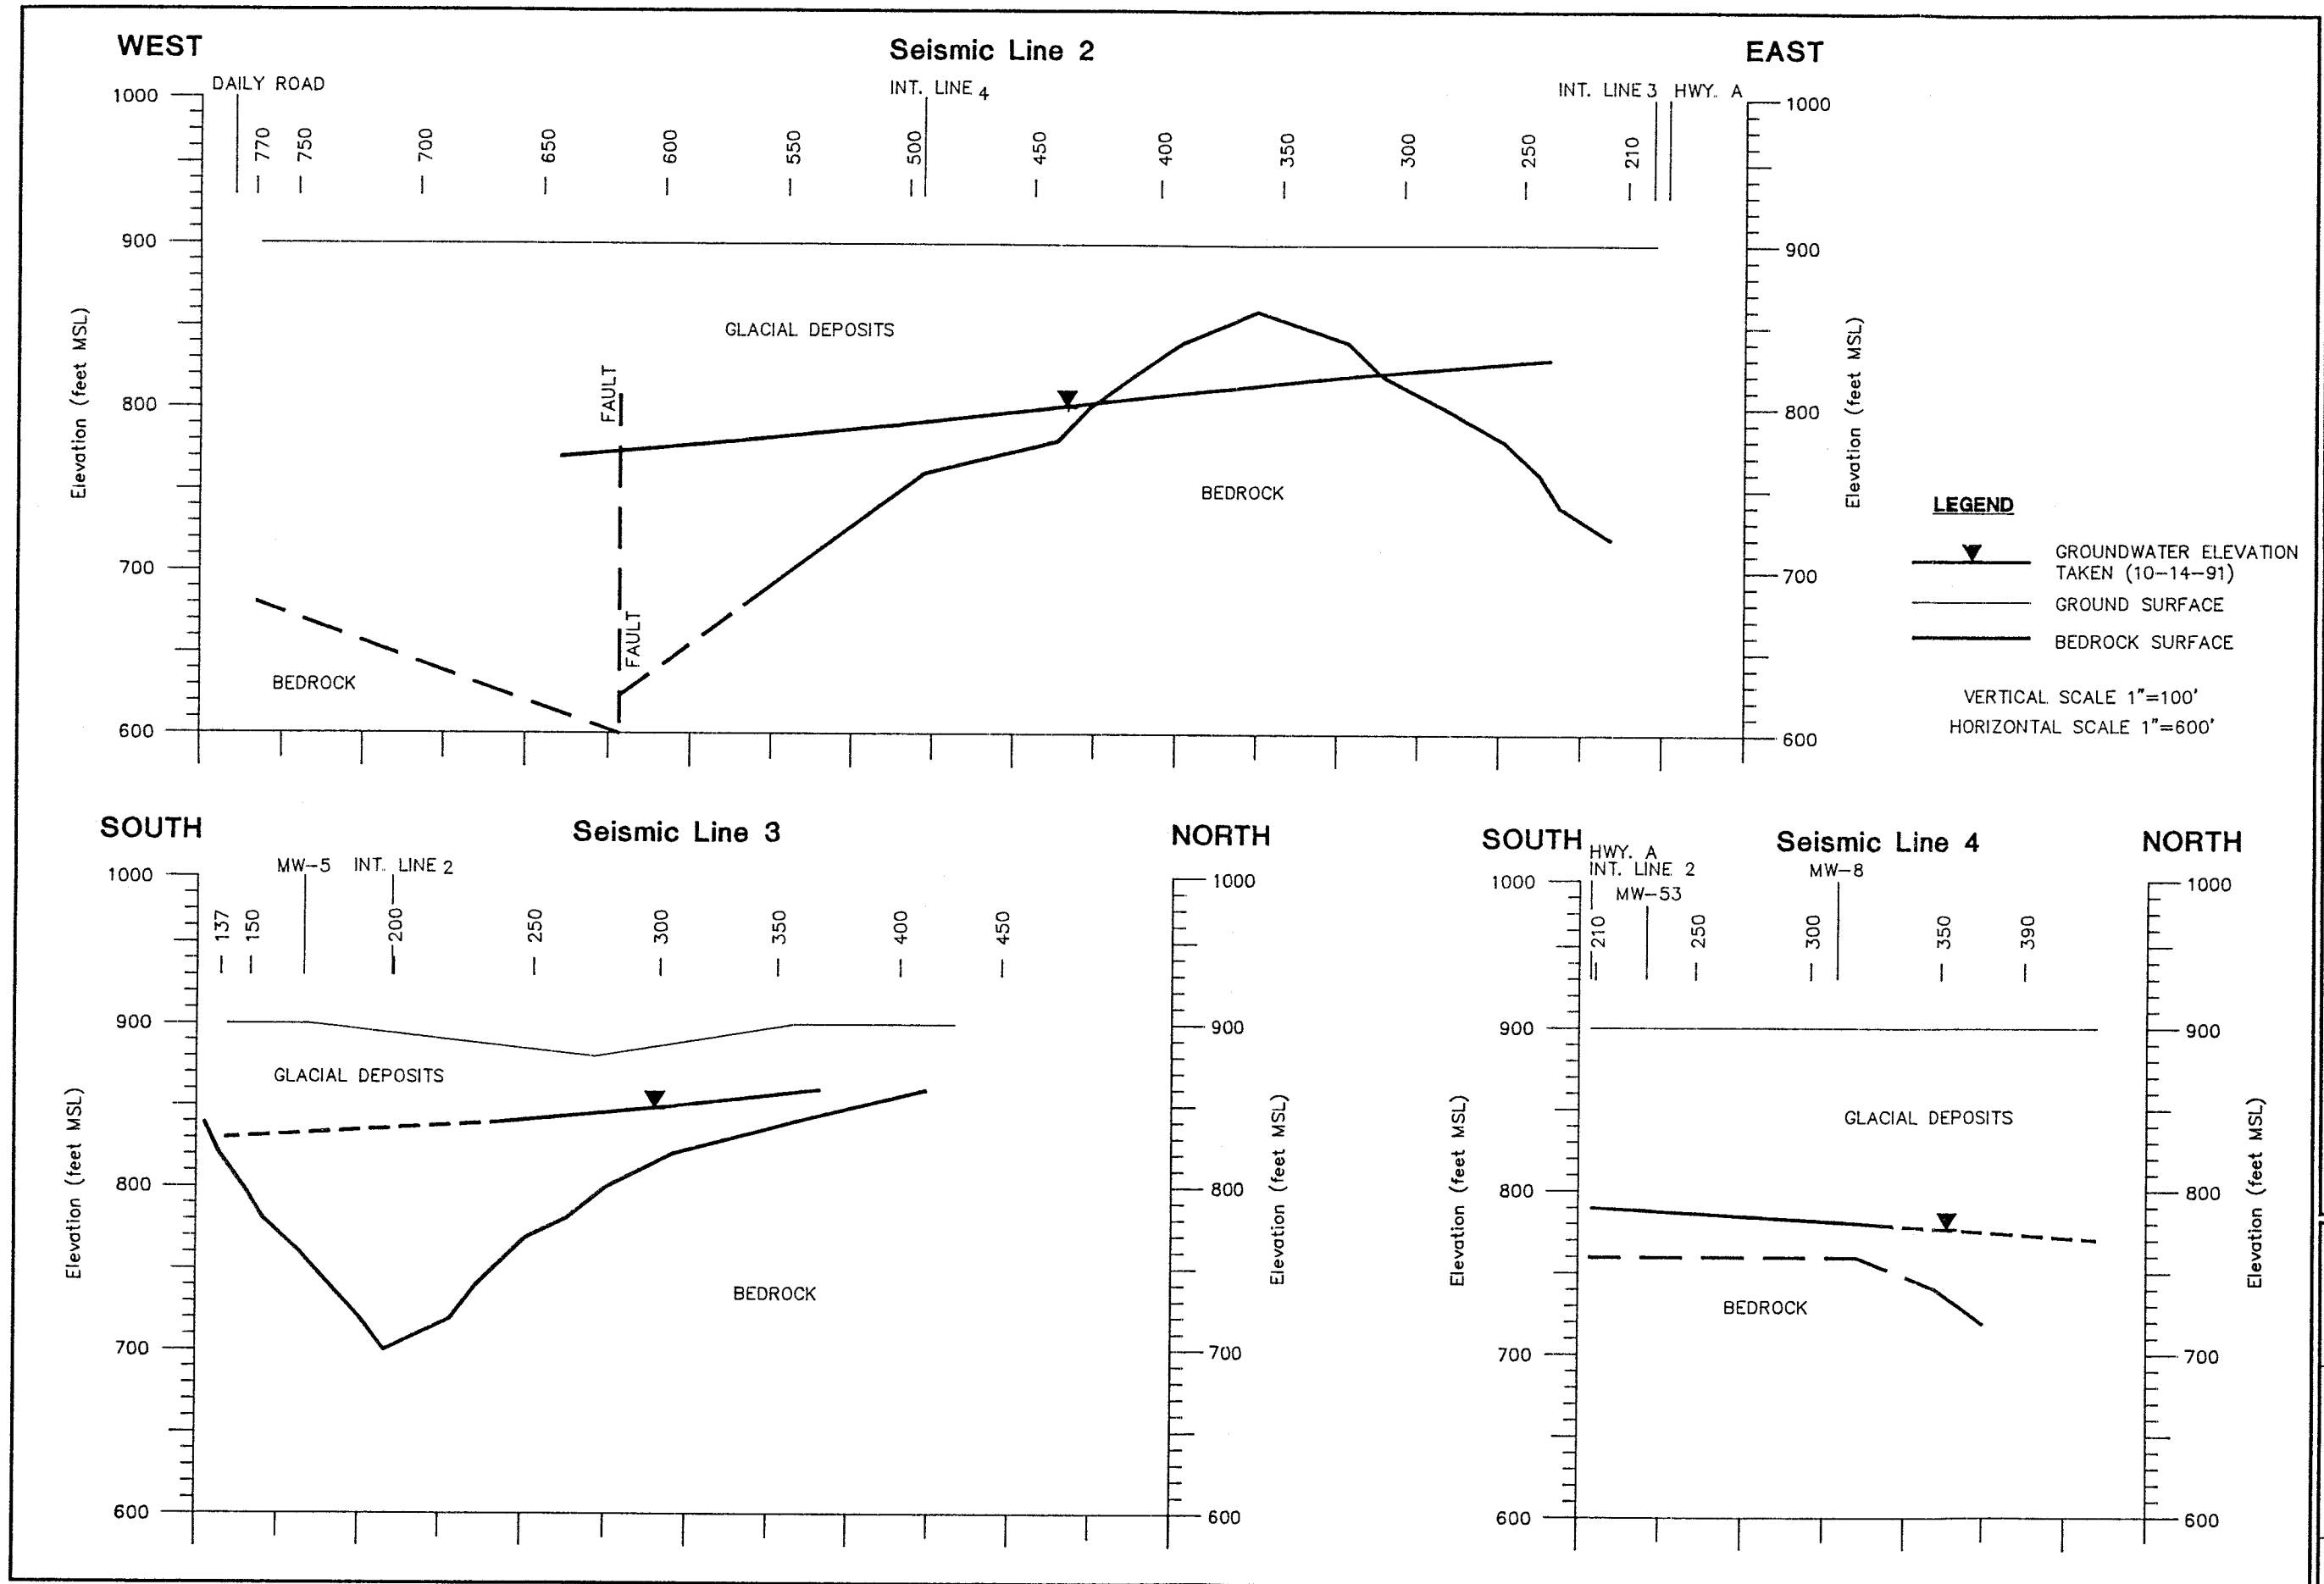 WEST
Seismic Line 2
EAST
DAILY ROAD
INT. LINE 4
INT. LINE 3
HWY. A
770
750
700
650
600
550
500
450
400
350
300
250
210
1000
900
800
700
600
Elevation (feet MSL)
GLACIAL DEPOSITS
FAULT
FAULT
BEDROCK
BEDROCK
1000
900
800
700
600
Elevation (feet MSL)
LEGEND
GROUNDWATER ELEVATION
TAKEN (10-14-91)
GROUND SURFACE
BEDROCK SURFACE
VERTICAL SCALE 1"=100'
HORIZONTAL SCALE 1"=600'
SOUTH
Seismic Line 3
NORTH
MW-5
INT. LINE 2
137
150
200
250
300
350
400
450
1000
900
800
700
600
Elevation (feet MSL)
GLACIAL DEPOSITS
BEDROCK
1000
900
800
700
600
Elevation (feet MSL)
SOUTH
Seismic Line 4
NORTH
HWY. A
INT. LINE 2
MW-53
MW-8
210
250
300
350
390
1000
900
800
700
600
Elevation (feet MSL)
GLACIAL DEPOSITS
BEDROCK
1000
900
800
700
600
Elevation (feet MSL)